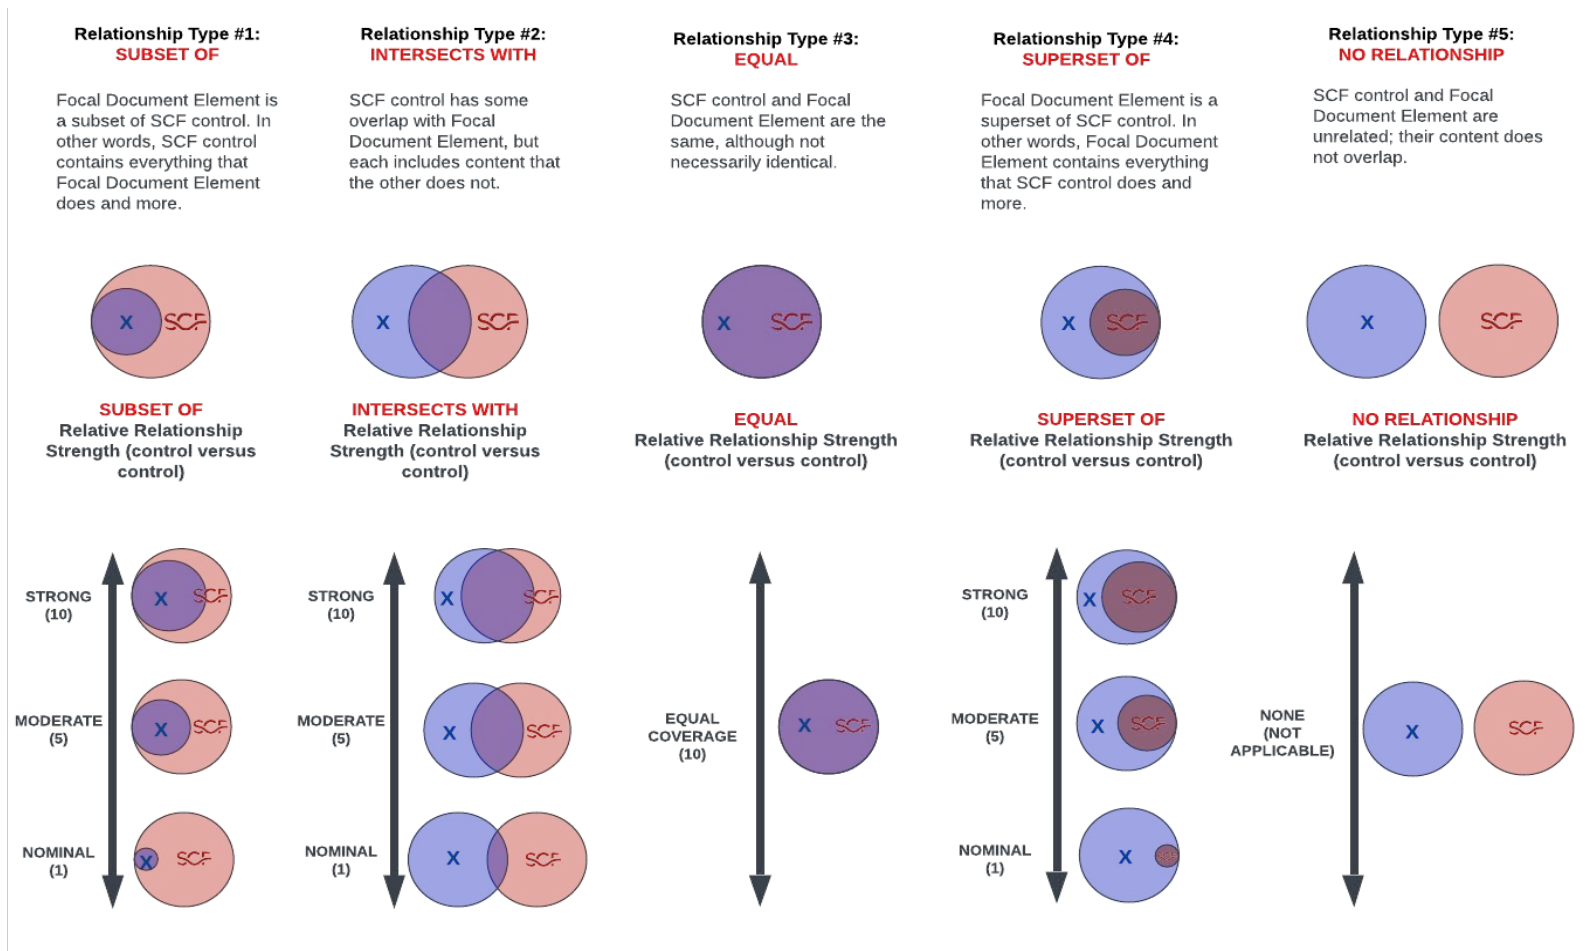 Relationship Type #1:
SUBSET OF
Focal Document Element is
a subset of SCF control. In
other words, SCF control
contains everything that
Focal Document Element
does and more.
X
SCF
SUBSET OF
Relative Relationship
Strength (control versus
control)
STRONG
(10)
X
SCF
MODERATE
(5)
X
SCF
NOMINAL
(1)
X
SCF
Relationship Type #2:
INTERSECTS WITH
SCF control has some
overlap with Focal
Document Element, but
each includes content that
the other does not.
X
SCF
INTERSECTS WITH
Relative Relationship
Strength (control versus
control)
STRONG
(10)
X
SCF
MODERATE
(5)
X
SCF
NOMINAL
(1)
X
SCF
Relationship Type #3:
EQUAL
SCF control and Focal
Document Element are the
same, although not
necessarily identical.
X
SCF
EQUAL
Relative Relationship Strength
(control versus control)
EQUAL
COVERAGE
(10)
X
SCF
Relationship Type #4:
SUPERSET OF
Focal Document Element is a
superset of SCF control. In
other words, Focal Document
Element contains everything
that SCF control does and
more.
X
SCF
SUPERSET OF
Relative Relationship Strength
(control versus control)
STRONG
(10)
X
SCF
MODERATE
(5)
X
SCF
NOMINAL
(1)
X
SCF
Relationship Type #5:
NO RELATIONSHIP
SCF control and Focal
Document Element are
unrelated; their content does
not overlap.
X
SCF
NO RELATIONSHIP
Relative Relationship Strength
(control versus control)
NONE
(NOT
APPLICABLE)
X
SCF